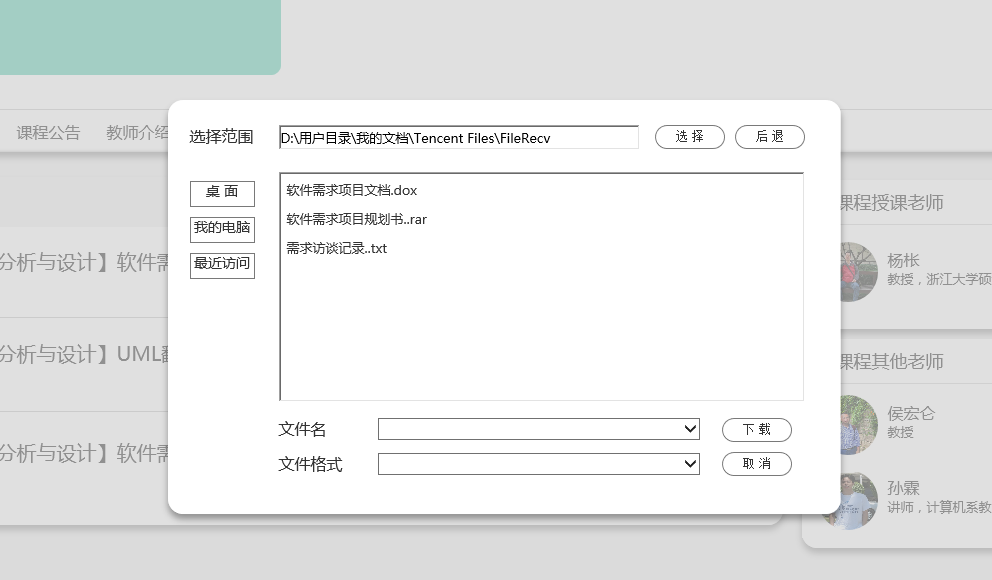 课程公告 教师介绍
选择范围 D:\用户目录\我的文档\Tencent Files\FileRecv 选 择 后 退
桌 面
我的电脑
最近访问
软件需求项目文档.dox
软件需求项目规划书..rar
需求访谈记录..txt
文件名 下 载
文件格式 取 消
分析与设计】软件需
分析与设计】UML
分析与设计】软件需
课程授课老师
杨枨
教授，浙江大学硕
课程其他老师
侯宏仑
教授
孙霖
讲师，计算机系教